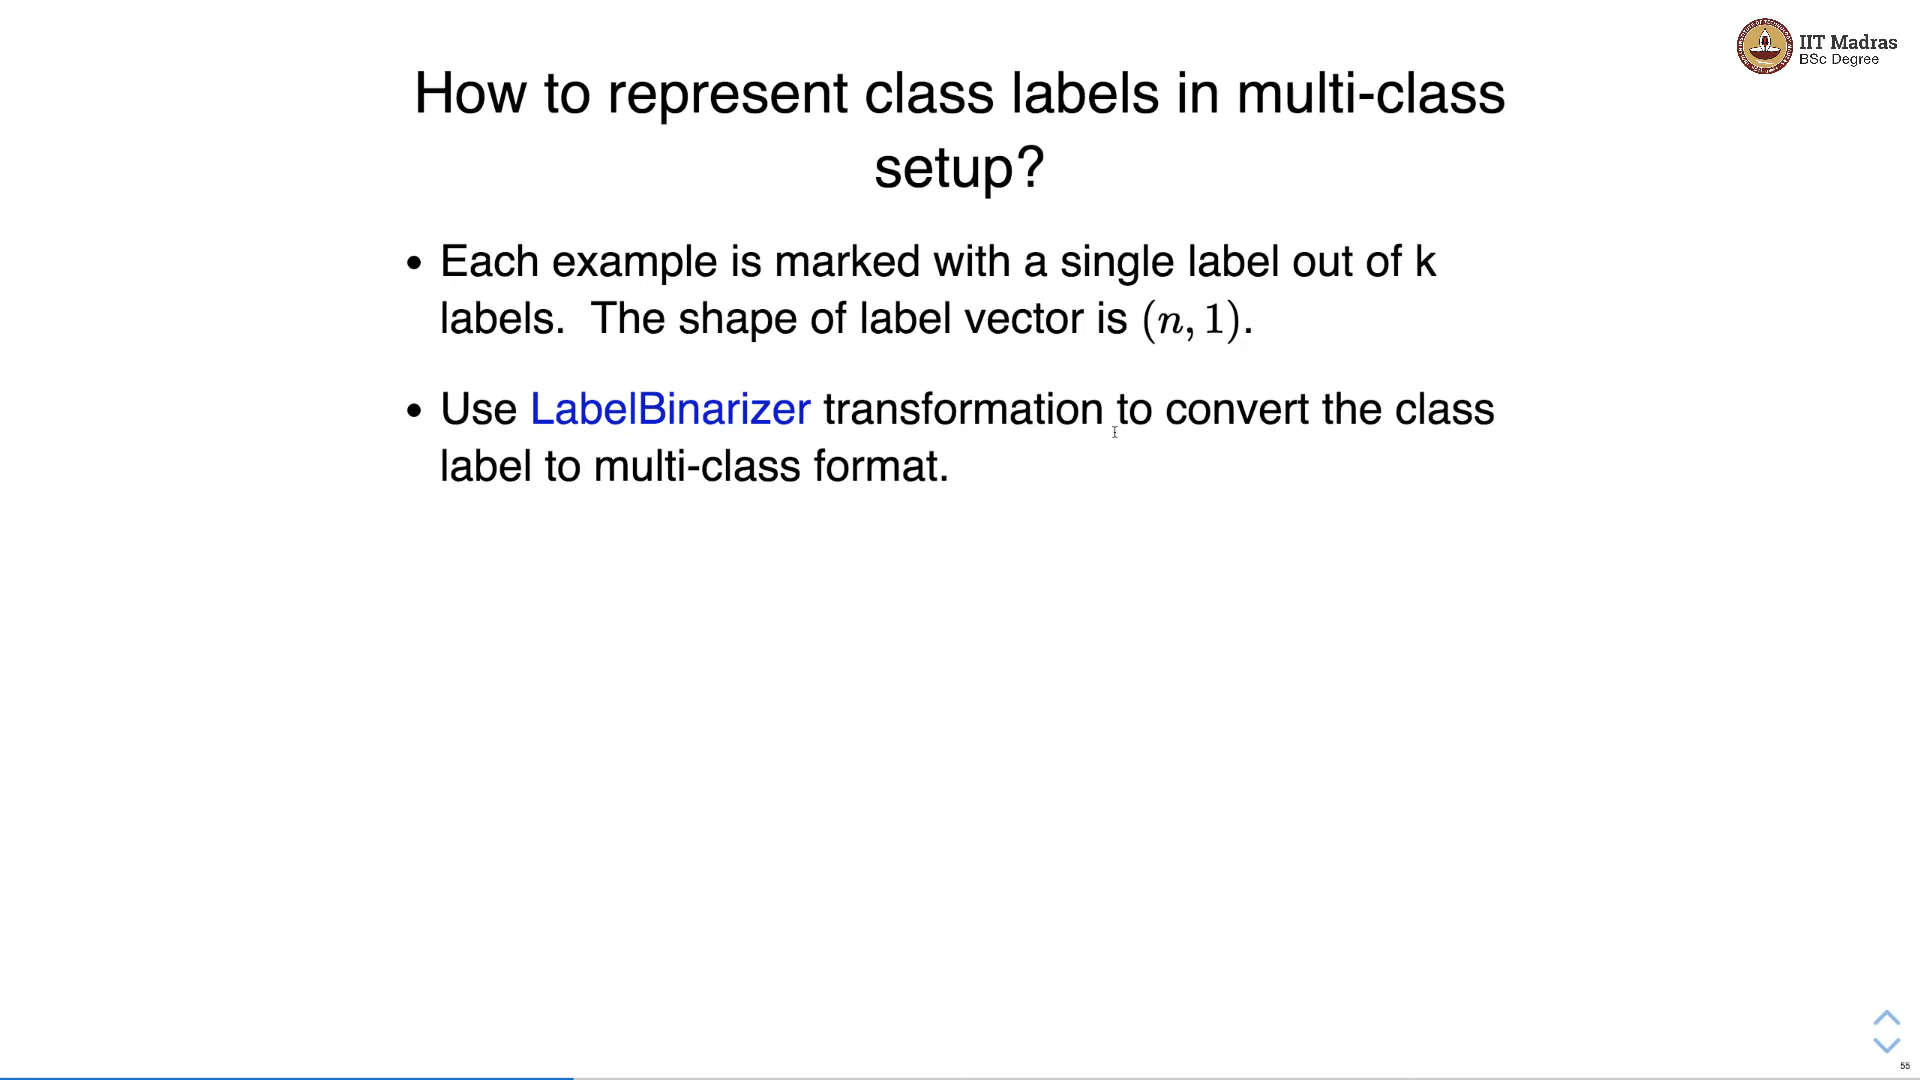 IIT Madras
BSc Degree
How to represent class labels in multi-class
setup?
• Each example is marked with a single label out of k
labels. The shape of label vector is (n, 1).
• Use LabelBinarizer transformation to convert the class
label to multi-class format.
55